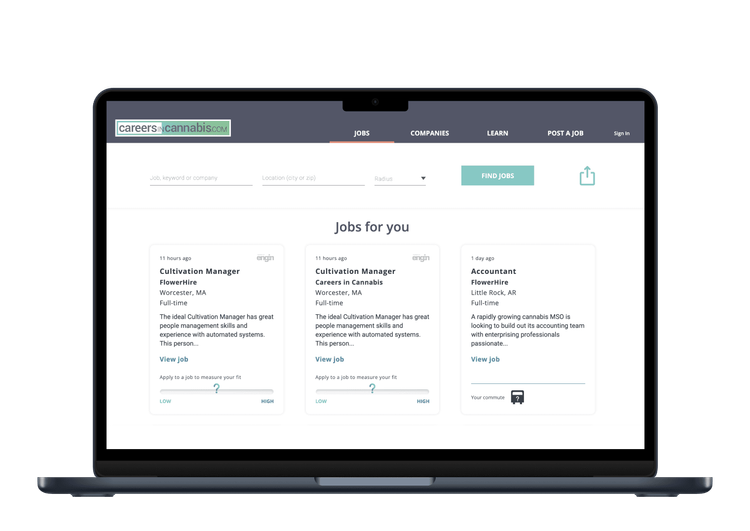 careersincannabis.com
JOBS COMPANIES LEARN POST A JOB Sign In
Job, keyword or company Location (city or zip) Radius FIND JOBS
Jobs for you
11 hours ago engin
Cultivation Manager
FlowerHire
Worcester, MA
Full-time
The ideal Cultivation Manager has great
people management skills and
experience with automated systems.
This person...
View job
Apply to a job to measure your fit
?
LOW HIGH
11 hours ago engin
Cultivation Manager
Careers in Cannabis
Worcester, MA
Full-time
The ideal Cultivation Manager has great
people management skills and
experience with automated systems.
This person...
View job
Apply to a job to measure your fit
?
LOW HIGH
1 day ago
Accountant
FlowerHire
Little Rock, AR
Full-time
A rapidly growing cannabis MSO is
looking to build out its accounting team
with enterprising professionals
passionate...
View job
Your commute ?